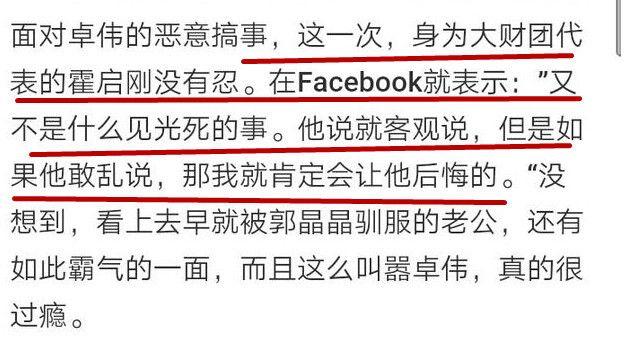 面对卓伟的恶意搞事，这一次，身为大财团代
表的霍启刚没有忍。在Facebook就表示：”又
不是什么见光死的事。他说就客观说，但是如
果他敢乱说，那我就肯定会让他后悔的。“没
想到，看上去早就被郭晶晶驯服的老公，还有
如此霸气的一面，而且这么叫嚣卓伟，真的很
过瘾。